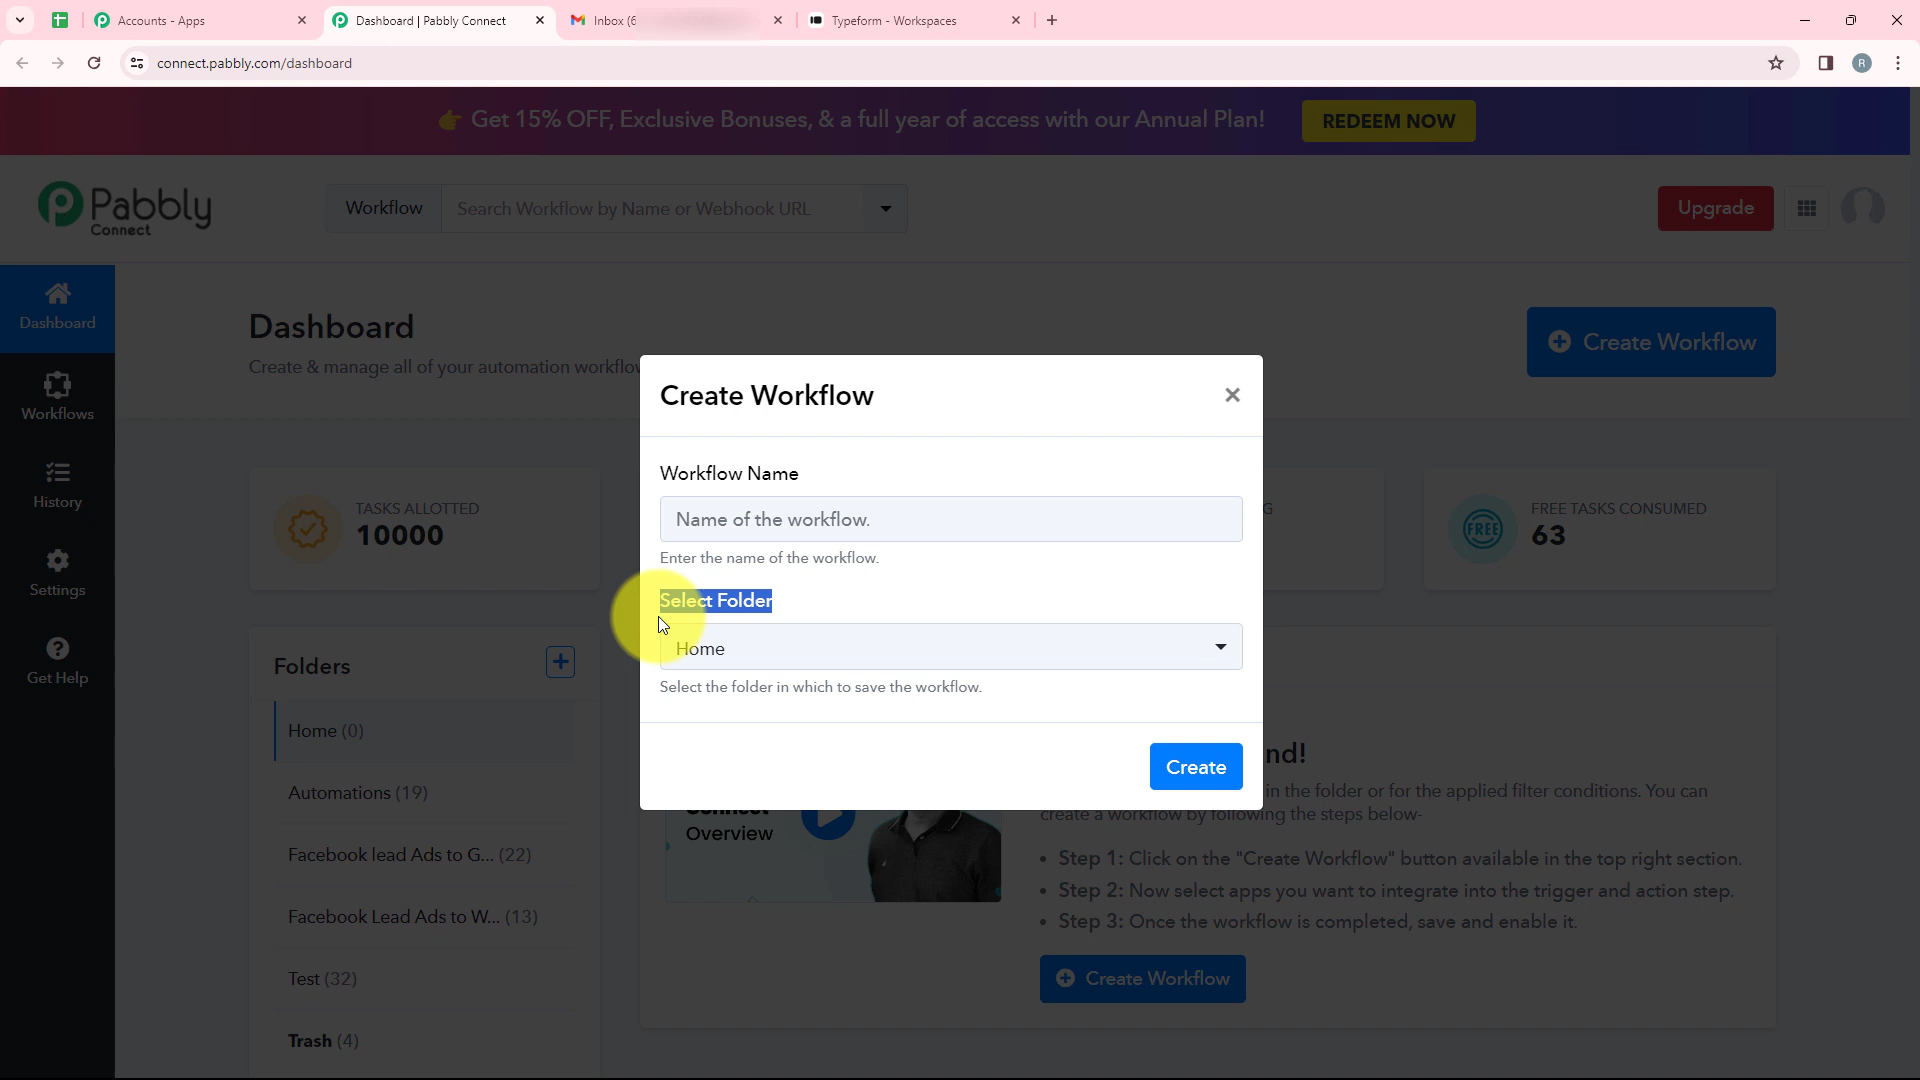 Accounts - Apps
Dashboard | Pabbly Connect
Inbox (6
Typeform - Workspaces
connect.pabbly.com/dashboard
R
👉 Get 15% OFF, Exclusive Bonuses, & a full year of access with our Annual Plan!
REDEEM NOW
Pabbly
Connect
Workflow
Search Workflow by Name or Webhook URL
Upgrade
Dashboard
Workflows
History
Settings
Get Help
Dashboard
Create & manage all of your automation workflow
Create Workflow
TASKS ALLOTTED
10000
G
FREE
FREE TASKS CONSUMED
63
Folders
Home (0)
Automations (19)
Facebook lead Ads to G... (22)
Facebook Lead Ads to W... (13)
Test (32)
Trash (4)
Create Workflow
Workflow Name
Name of the workflow.
Enter the name of the workflow.
Select Folder
Home
Select the folder in which to save the workflow.
Create
Overview
nd!
in the folder or for the applied filter conditions. You can
create a workflow by following the steps below-
• Step 1: Click on the "Create Workflow" button available in the top right section.
• Step 2: Now select apps you want to integrate into the trigger and action step.
• Step 3: Once the workflow is completed, save and enable it.
Create Workflow